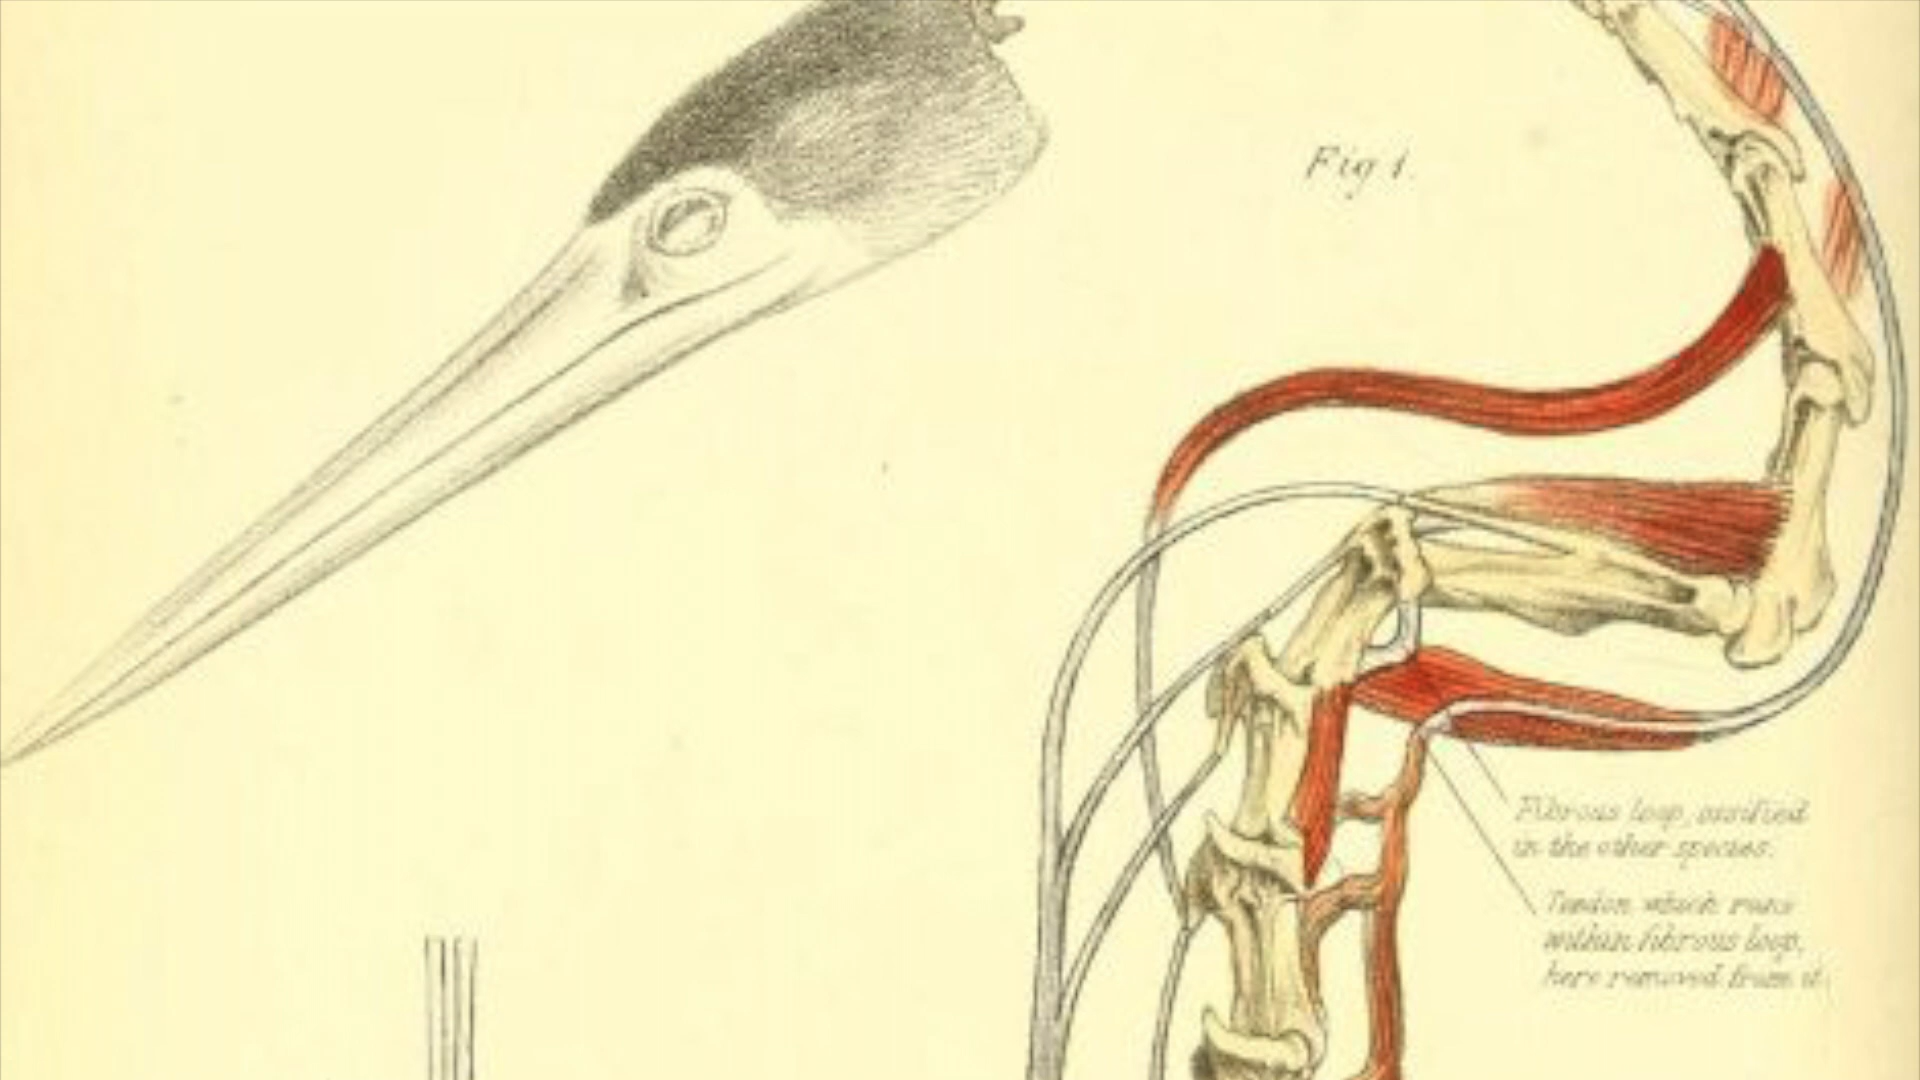 Fig 1.
Fibrous loop, ossified
in the other species.
Tendon which runs
within fibrous loop,
here removed from it.